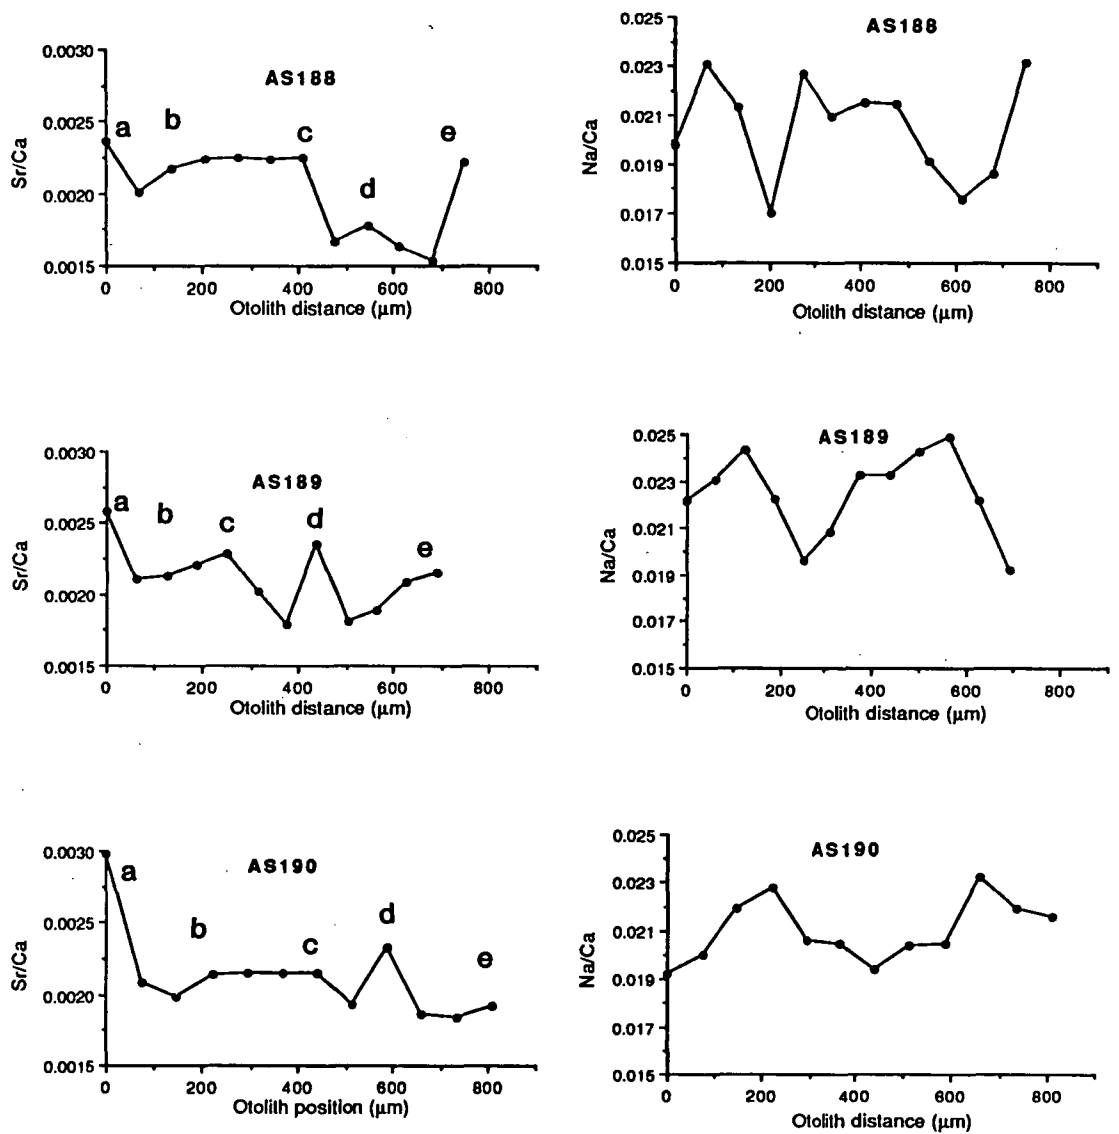 AS188
0.0030
0.0025
0.0020
0.0015
Sr/Ca
a
b
c
d
e
0 200 400 600 800
Otolith distance (µm)
AS188
0.025
0.023
0.021
0.019
0.017
0.015
Na/Ca
0 200 400 600 800
Otolith distance (µm)
AS189
0.0030
0.0025
0.0020
0.0015
Sr/Ca
a
b
c
d
e
0 200 400 600 800
Otolith distance (µm)
AS189
0.025
0.023
0.021
0.019
0.017
0.015
Na/Ca
0 200 400 600 800
Otolith distance (µm)
AS190
0.0030
0.0025
0.0020
0.0015
Sr/Ca
a
b
c
d
e
0 200 400 600 800
Otolith position (µm)
AS190
0.025
0.023
0.021
0.019
0.017
0.015
Na/Ca
0 200 400 600 800
Otolith distance (µm)